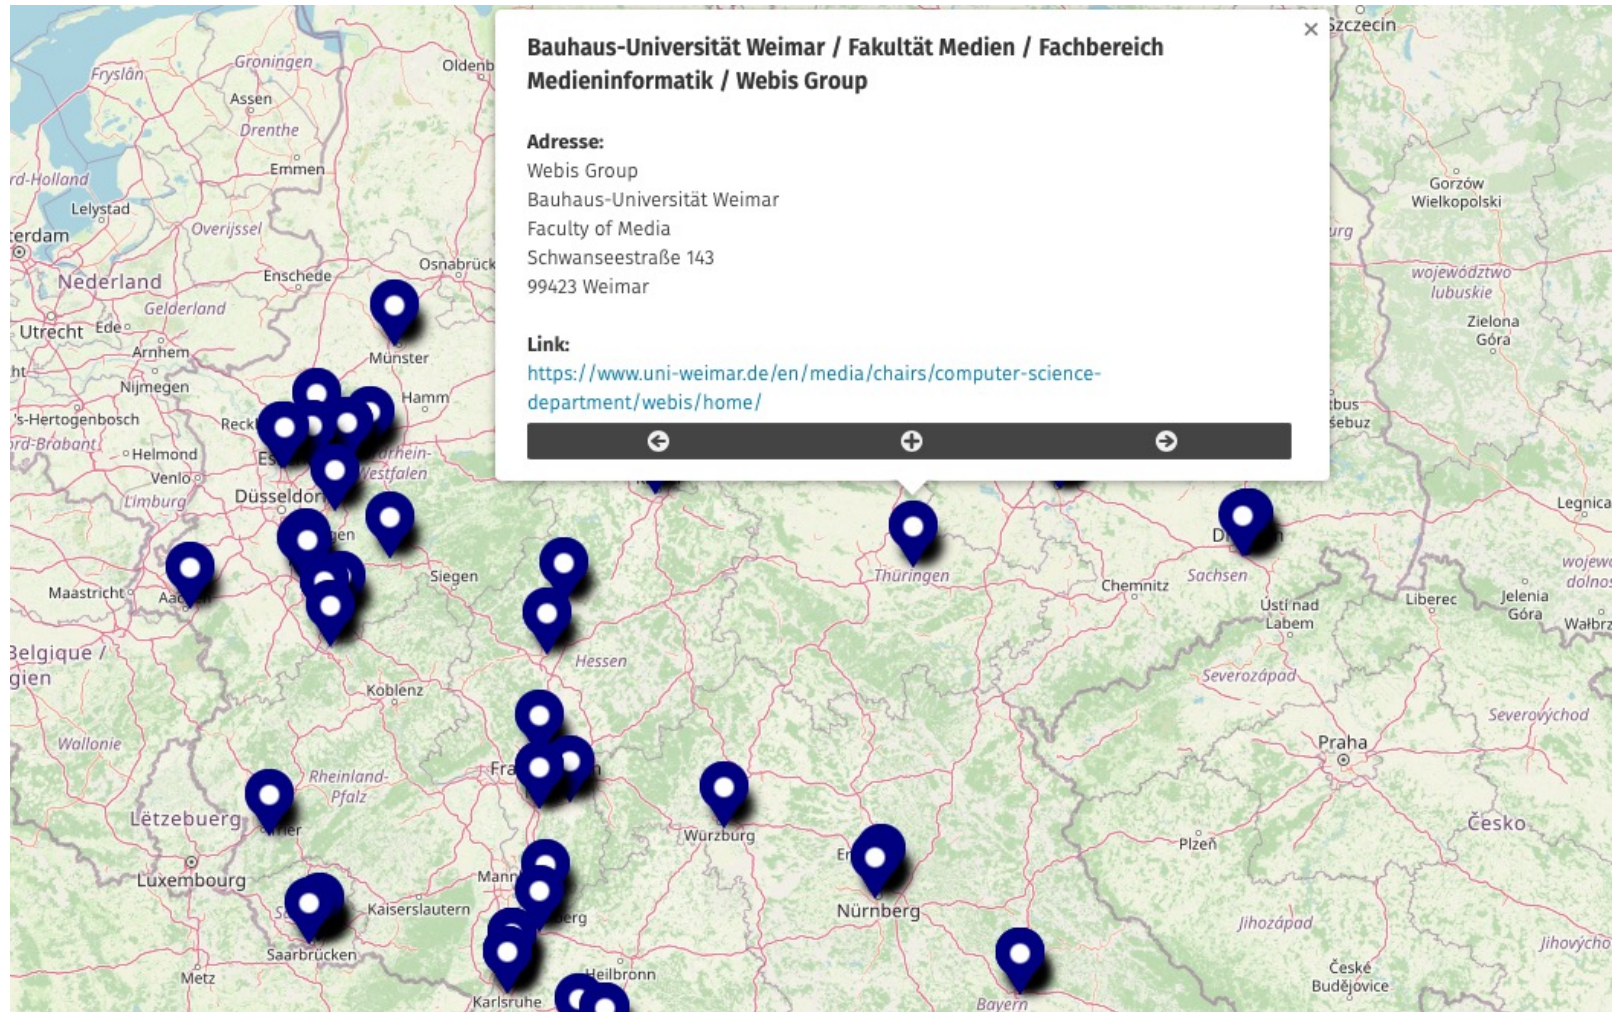 Bauhaus-Universität Weimar / Fakultät Medien / Fachbereich
Medieninformatik / Webis Group
Adresse:
Webis Group
Bauhaus-Universität Weimar
Faculty of Media
Schwanseestraße 143
99423 Weimar
Link:
https://www.uni-weimar.de/en/media/chairs/computer-science-
department/webis/home/
Szczecin
Groningen
Fryslân
Assen
Drenthe
Emmen
Lelystad
Overijssel
Osnabrück
Enschede
Nederland
Gelderland
Utrecht
Ede
Arnhem
Münster
Nijmegen
Hamm
's-Hertogenbosch
Helmond
Venlo
Limburg
Düsseldorf
Maastricht
Siegen
Thüringen
Chemnitz
Sachsen
Gorzów
Wielkopolski
województwo
lubuskie
Zielona
Góra
Legnica
Ústí nad
Labem
Liberec
Jelenia
Góra
Belgique /
Hessen
Koblenz
Severozápad
Severovýchod
Wallonie
Praha
Rheinland-
Pfalz
Lëtzebuerg
Würzburg
Plzeň
Česko
Luxembourg
Kaiserslautern
Nürnberg
Jihozápad
Saarbrücken
Metz
Heilbronn
Karlsruhe
Bayern
České
Budějovice